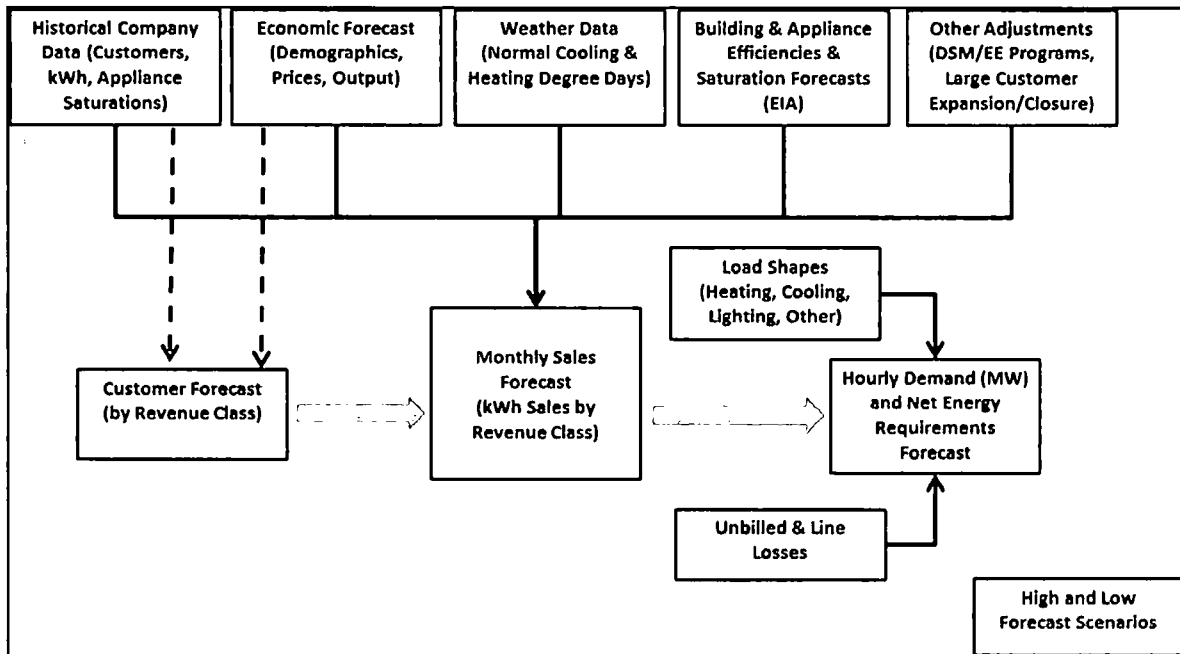 Historical Company
Data (Customers,
kWh, Appliance
Saturations)
Economic Forecast
(Demographics,
Prices, Output)
Weather Data
(Normal Cooling &
Heating Degree Days)
Building & Appliance
Efficiencies &
Saturation Forecasts
(EIA)
Other Adjustments
(DSM/EE Programs,
Large Customer
Expansion/Closure)
Load Shapes
(Heating, Cooling,
Lighting, Other)
Customer Forecast
(by Revenue Class)
Monthly Sales
Forecast
(kWh Sales by
Revenue Class)
Hourly Demand (MW)
and Net Energy
Requirements
Forecast
Unbilled & Line
Losses
High and Low
Forecast Scenarios